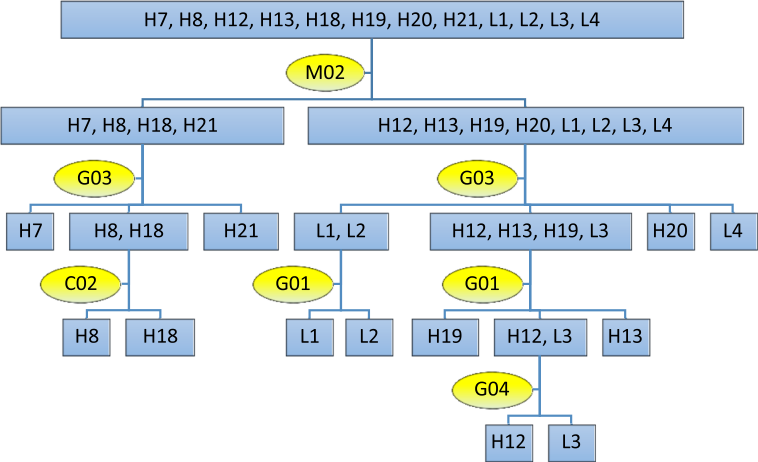 H7, H8, H12, H13, H18, H19, H20, H21, L1, L2, L3, L4
M02
H7, H8, H18, H21
H12, H13, H19, H20, L1, L2, L3, L4
G03
G03
H7
H8, H18
H21
L1, L2
H12, H13, H19, L3
H20
L4
C02
G01
G01
H8
H18
L1
L2
H19
H12, L3
H13
G04
H12
L3